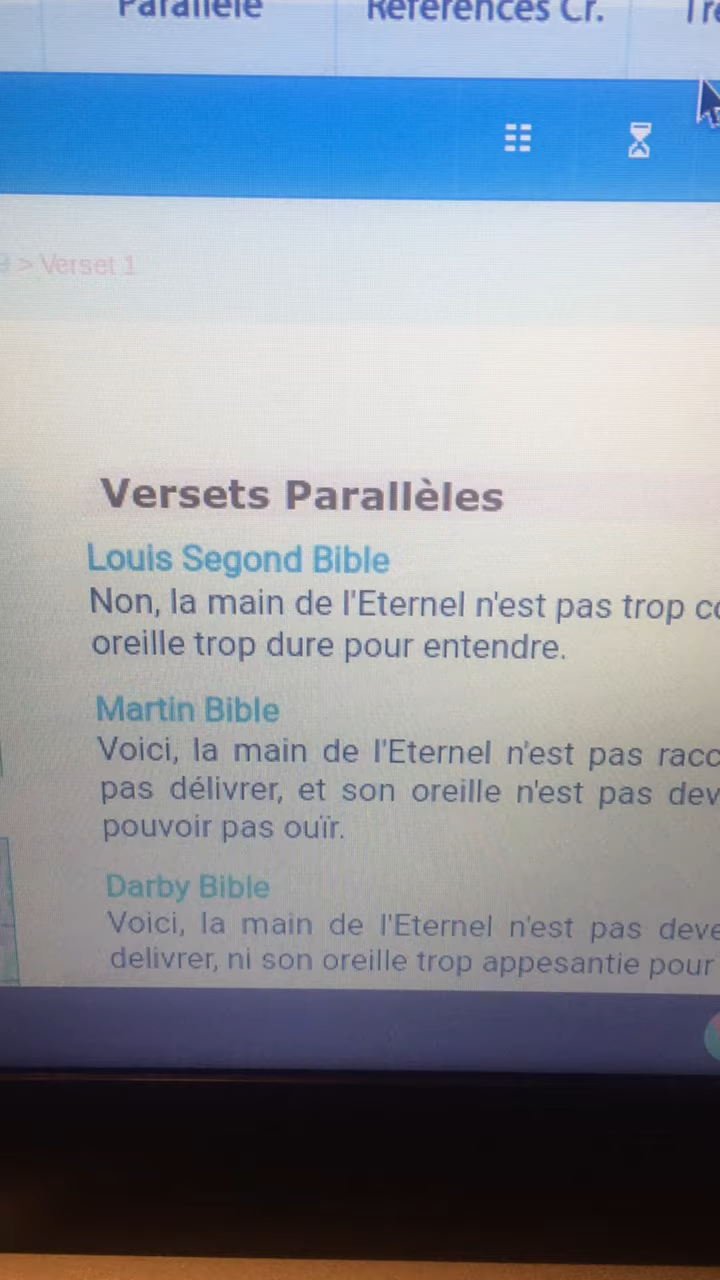 Parallèle Références Cr.
> Verset 1
Versets Parallèles
Louis Segond Bible
Non, la main de l'Eternel n'est pas trop
oreille trop dure pour entendre.
Martin Bible
Voici, la main de l'Eternel n'est pas
pas délivrer, et son oreille n'est pas
pouvoir pas ouïr.
Darby Bible
Voici, la main de l'Eternel n'est pas
delivrer, ni son oreille trop appesantie pour